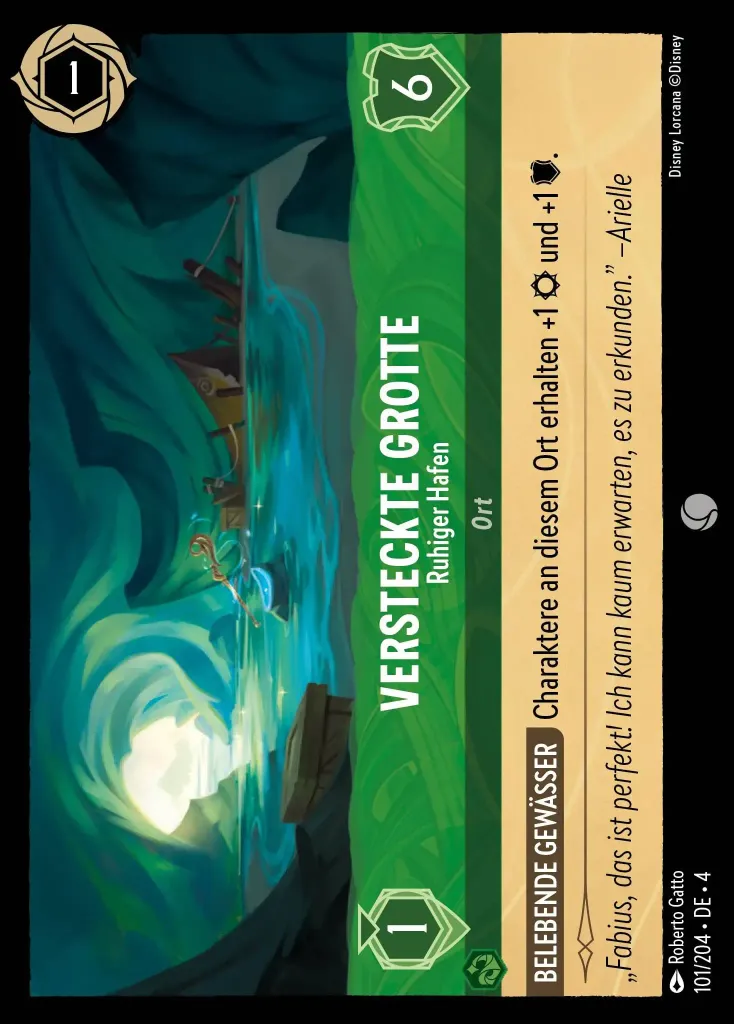 1
1
VERSTECKTE GROTTE
6
Ruhiger Hafen
Ort
BELEBENDE GEWÄSSER Charaktere an diesem Ort erhalten +1 und +1 .
„Fabius, das ist perfekt! Ich kann kaum erwarten, es zu erkunden.” –Arielle
Roberto Gatto
101/204 • DE • 4
Disney Lorcana ©Disney